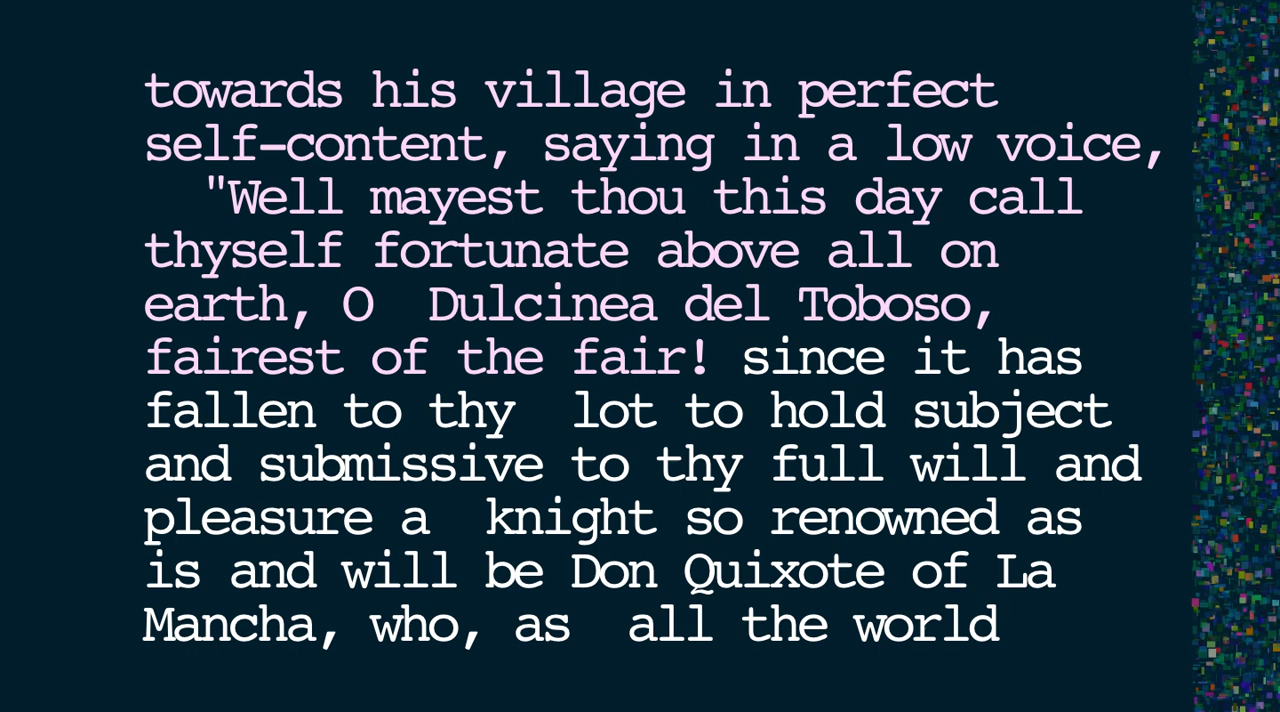 towards his village in perfect
self-content, saying in a low voice,
"Well mayest thou this day call
thyself fortunate above all on
earth, O  Dulcinea del Toboso,
fairest of the fair! since it has
fallen to thy  lot to hold subject
and submissive to thy full will and
pleasure a  knight so renowned as
is and will be Don Quixote of La
Mancha, who, as  all the world